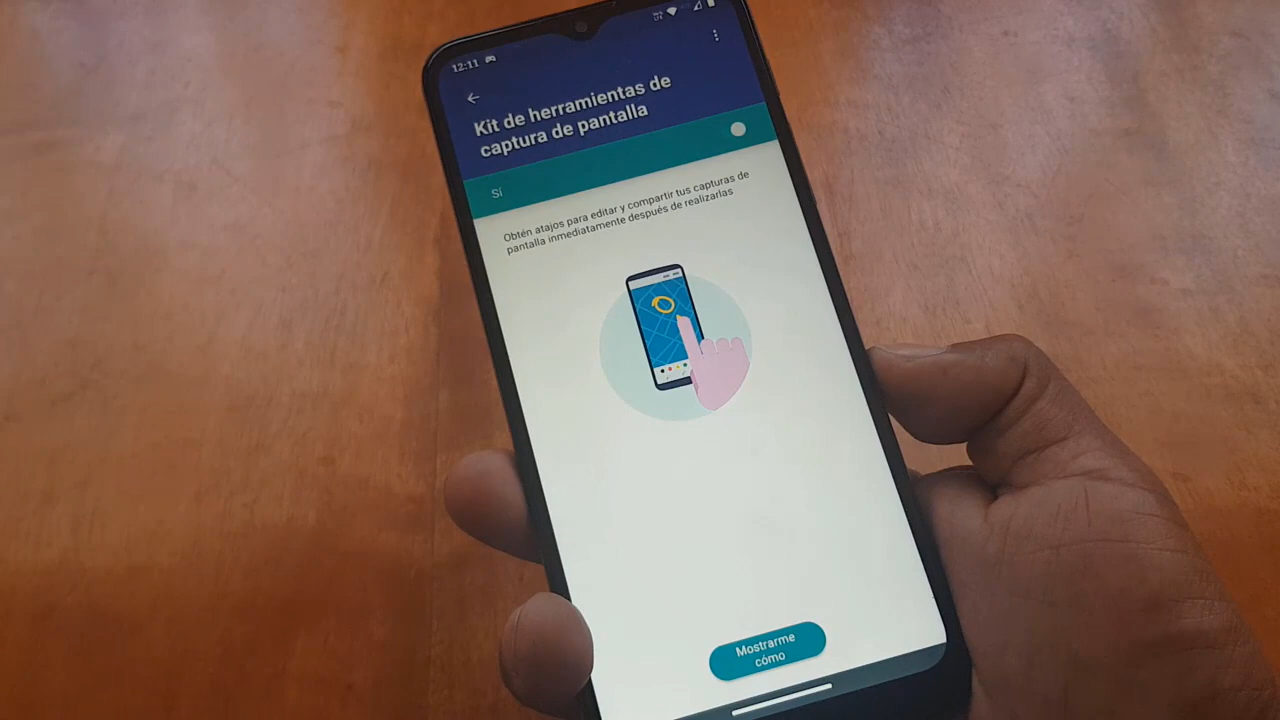 12:11
Kit de herramientas de
captura de pantalla
Sí
Obtén atajos para editar y compartir tus capturas de
pantalla inmediatamente después de realizarlas
Mostrarme
cómo